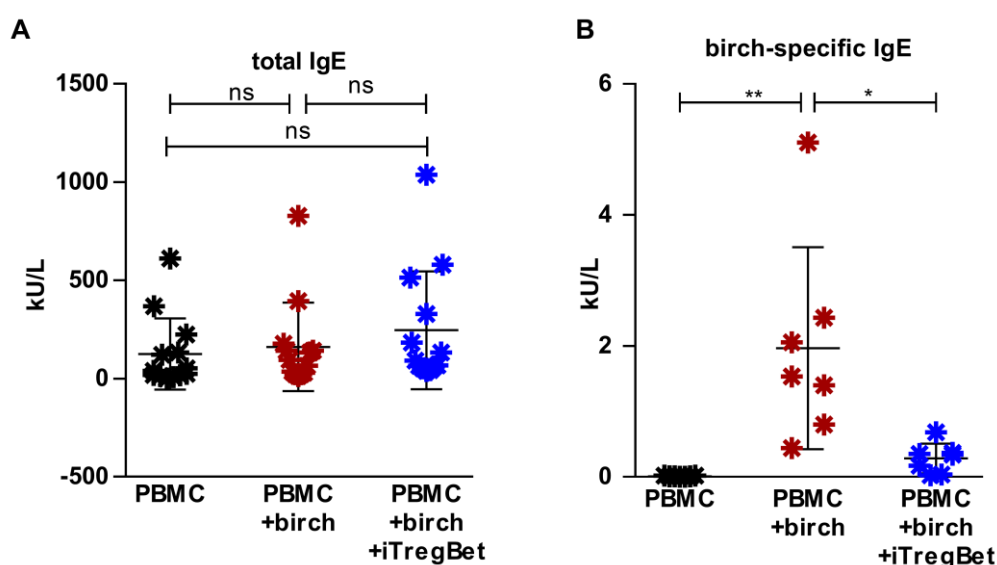 A
total IgE
1500
1000
500
0
-500
kU/L
ns
ns
ns
PBMC
PBMC
+birch
PBMC
+birch
+iTregBet
B
birch-specific IgE
6
4
2
0
kU/L
**
*
PBMC
PBMC
+birch
PBMC
+birch
+iTregBet